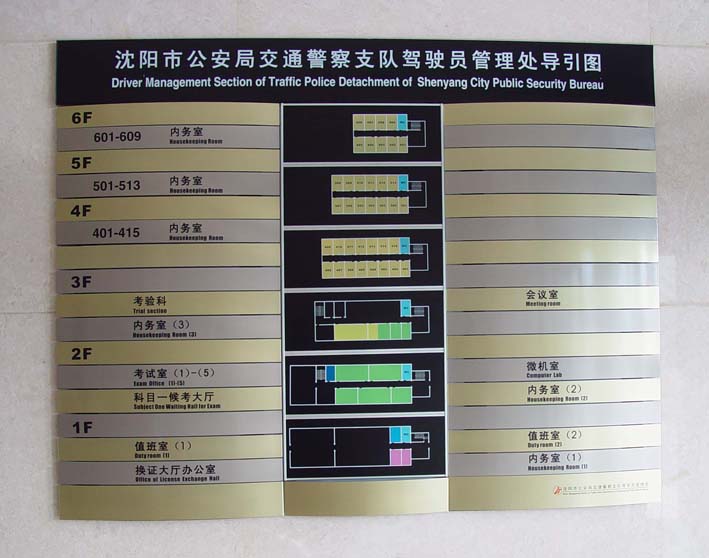 沈阳市公安局交通警察支队驾驶员管理处导引图
Driver Management Section of Traffic Police Detachment of Shenyang City Public Security Bureau
6F
601-609 内务室
Housekeeping Room
5F
501-513 内务室
Housekeeping Room
4F
401-415 内务室
Housekeeping Room
3F
考验科
Trial section
会议室
Meeting room
内务室（3）
Housekeeping Room (3)
2F
考试室（1）-（5）
Exam Office (1)-(5)
微机室
Computer Lab
科目一候考大厅
Subject One Waiting Hall for Exam
内务室（2）
Housekeeping Room (2)
1F
值班室（1）
Duty room (1)
值班室（2）
Duty room (2)
换证大厅办公室
Office of License Exchange Hall
内务室（1）
Housekeeping Room (1)